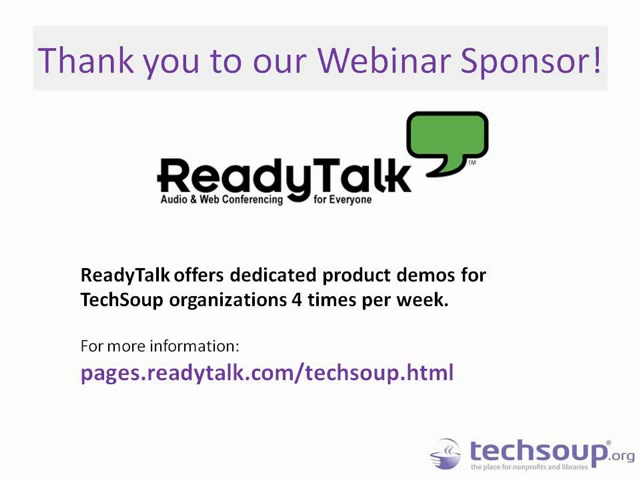 Thank you to our Webinar Sponsor!
ReadyTalk™
Audio & Web Conferencing for Everyone
ReadyTalk offers dedicated product demos for
TechSoup organizations 4 times per week.
For more information:
pages.readytalk.com/techsoup.html
techsoup®.org
the place for nonprofits and libraries